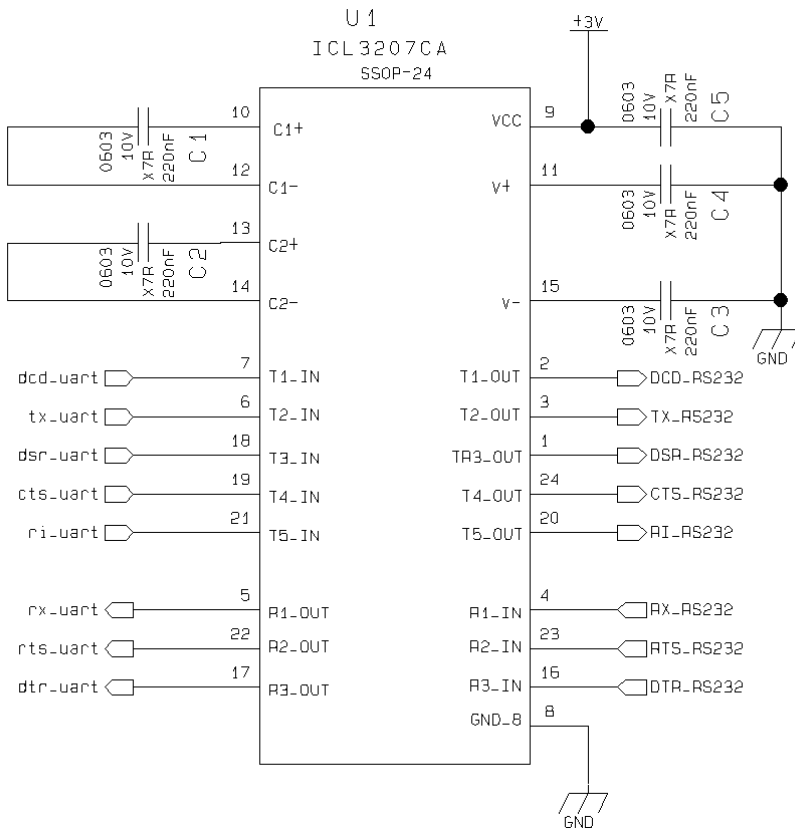 U1
ICL3207CA
SSOP-24
+3V
10
C1+
0603
10V
X7R
220nF
C1
12
C1-
13
C2+
0603
10V
X7R
220nF
C2
14
C2-
VCC
9
0603
10V
X7R
220nF
C5
V+
11
0603
10V
X7R
220nF
C4
V-
15
0603
10V
X7R
220nF
C3
GND
dcd_uart
7
T1_IN
T1_OUT
2
DCD_RS232
tx_uart
6
T2_IN
T2_OUT
3
TX_RS232
dsr_uart
18
T3_IN
TR3_OUT
1
DSR_RS232
cts_uart
19
T4_IN
T4_OUT
24
CTS_RS232
ri_uart
21
T5_IN
T5_OUT
20
RI_RS232
rx_uart
5
R1_OUT
R1_IN
4
RX_RS232
rts_uart
22
R2_OUT
R2_IN
23
RTS_RS232
dtr_uart
17
R3_OUT
R3_IN
16
DTR_RS232
GND_8
8
GND